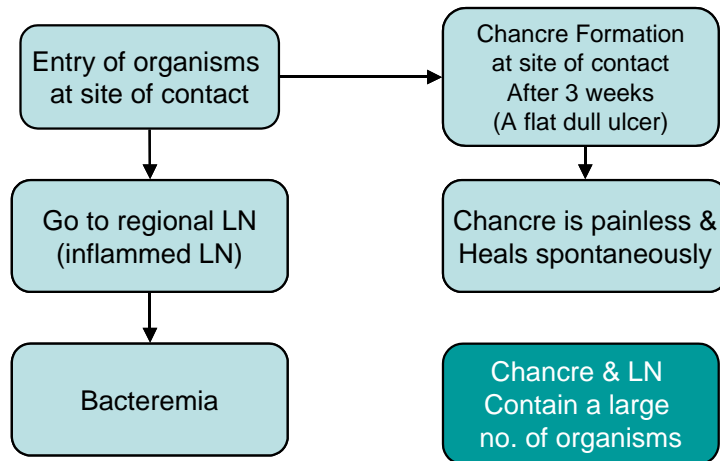 Entry of organisms
at site of contact
Chancre Formation
at site of contact
After 3 weeks
(A flat dull ulcer)
Go to regional LN
(inflammed LN)
Chancre is painless &
Heals spontaneously
Bacteremia
Chancre & LN
Contain a large
no. of organisms